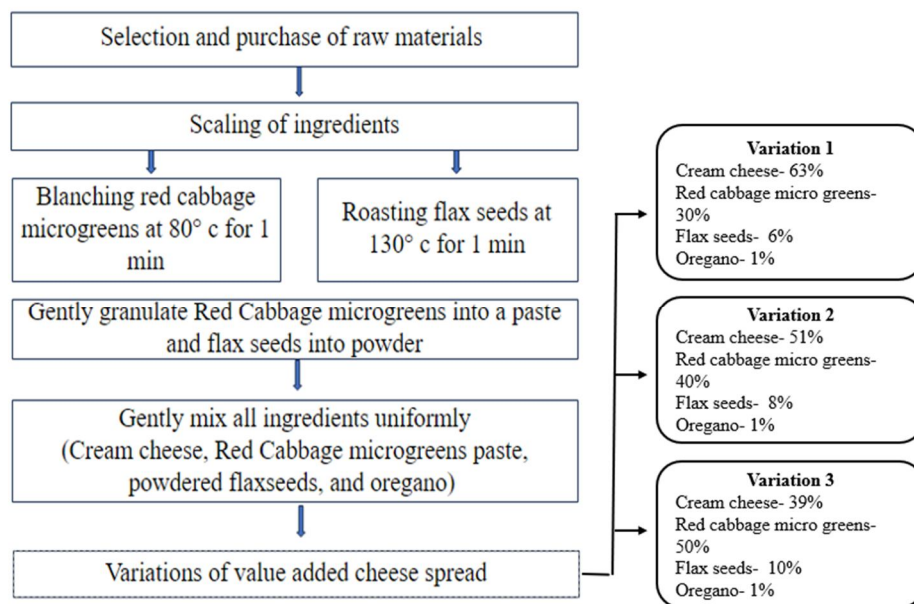 Selection and purchase of raw materials
Scaling of ingredients
Blanching red cabbage
microgreens at 80° c for 1
min
Roasting flax seeds at
130° c for 1 min
Gently granulate Red Cabbage microgreens into a paste
and flax seeds into powder
Gently mix all ingredients uniformly
(Cream cheese, Red Cabbage microgreens paste,
powdered flaxseeds, and oregano)
Variations of value added cheese spread
Variation 1
Cream cheese- 63%
Red cabbage micro greens-
30%
Flax seeds- 6%
Oregano- 1%
Variation 2
Cream cheese- 51%
Red cabbage micro greens-
40%
Flax seeds- 8%
Oregano- 1%
Variation 3
Cream cheese- 39%
Red cabbage micro greens-
50%
Flax seeds- 10%
Oregano- 1%